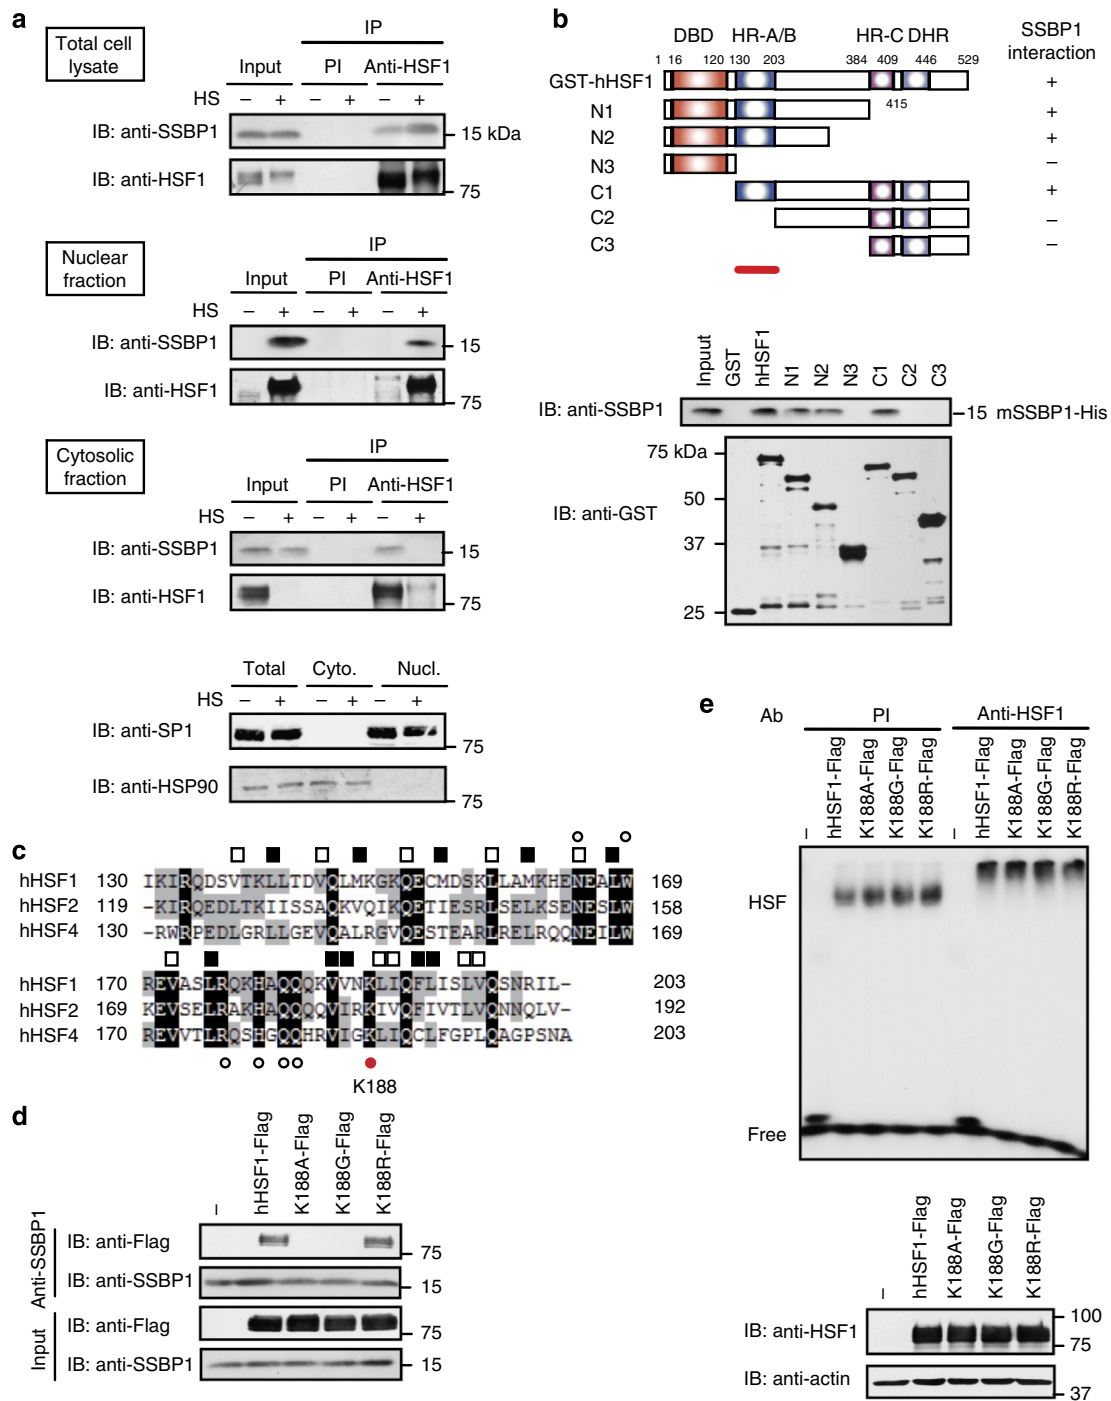 a
Total cell
lysate
IP
Input PI Anti-HSF1
HS – + – + – +
IB: anti-SSBP1 15 kDa
IB: anti-HSF1 75
Nuclear
fraction
IP
Input PI Anti-HSF1
HS – + – + – +
IB: anti-SSBP1 15
IB: anti-HSF1 75
Cytosolic
fraction
IP
Input PI Anti-HSF1
HS – + – + – +
IB: anti-SSBP1 15
IB: anti-HSF1 75
Total Cyto. Nucl.
HS – + – + – +
IB: anti-SP1 75
IB: anti-HSP90 75
b
DBD HR-A/B HR-C DHR SSBP1
interaction
1 16 120 130 203 384 409 446 529
GST-hHSF1 +
415
N1 +
N2 +
N3 –
C1 +
C2 –
C3 –
Input GST hHSF1 N1 N2 N3 C1 C2 C3
IB: anti-SSBP1 15 mSSBP1-His
75 kDa
50
IB: anti-GST
37
25
c
hHSF1 130 IKIRQDSVTKLLTDVQLMKGKQECMDSKLLAMKHENEALW 169
hHSF2 119 -KIRQEDLTKIISSAQKVQIKQETIESRLSELKSENESLW 158
hHSF4 130 -RWRPEDLGRLLGEVQALRGVQESTEARLRELRQQNEILW 169
hHSF1 170 REVASLRQKHAQQQKVVNKLIQFLISLVQSNRIL- 203
hHSF2 169 KEVSELRAKHAQQQQVIRKIVQFIVTLVQNNQLV- 192
hHSF4 170 REVVTLRQSHGQQHRVIGKLIQCLFGPLQAGPSNA 203
K188
d
– hHSF1-Flag K188A-Flag K188G-Flag K188R-Flag
Anti-SSBP1
IB: anti-Flag 75
IB: anti-SSBP1 15
Input
IB: anti-Flag 75
IB: anti-SSBP1 15
e
Ab PI Anti-HSF1
– hHSF1-Flag K188A-Flag K188G-Flag K188R-Flag – hHSF1-Flag K188A-Flag K188G-Flag K188R-Flag
HSF
Free
– hHSF1-Flag K188A-Flag K188G-Flag K188R-Flag
100
IB: anti-HSF1 75
IB: anti-actin 37